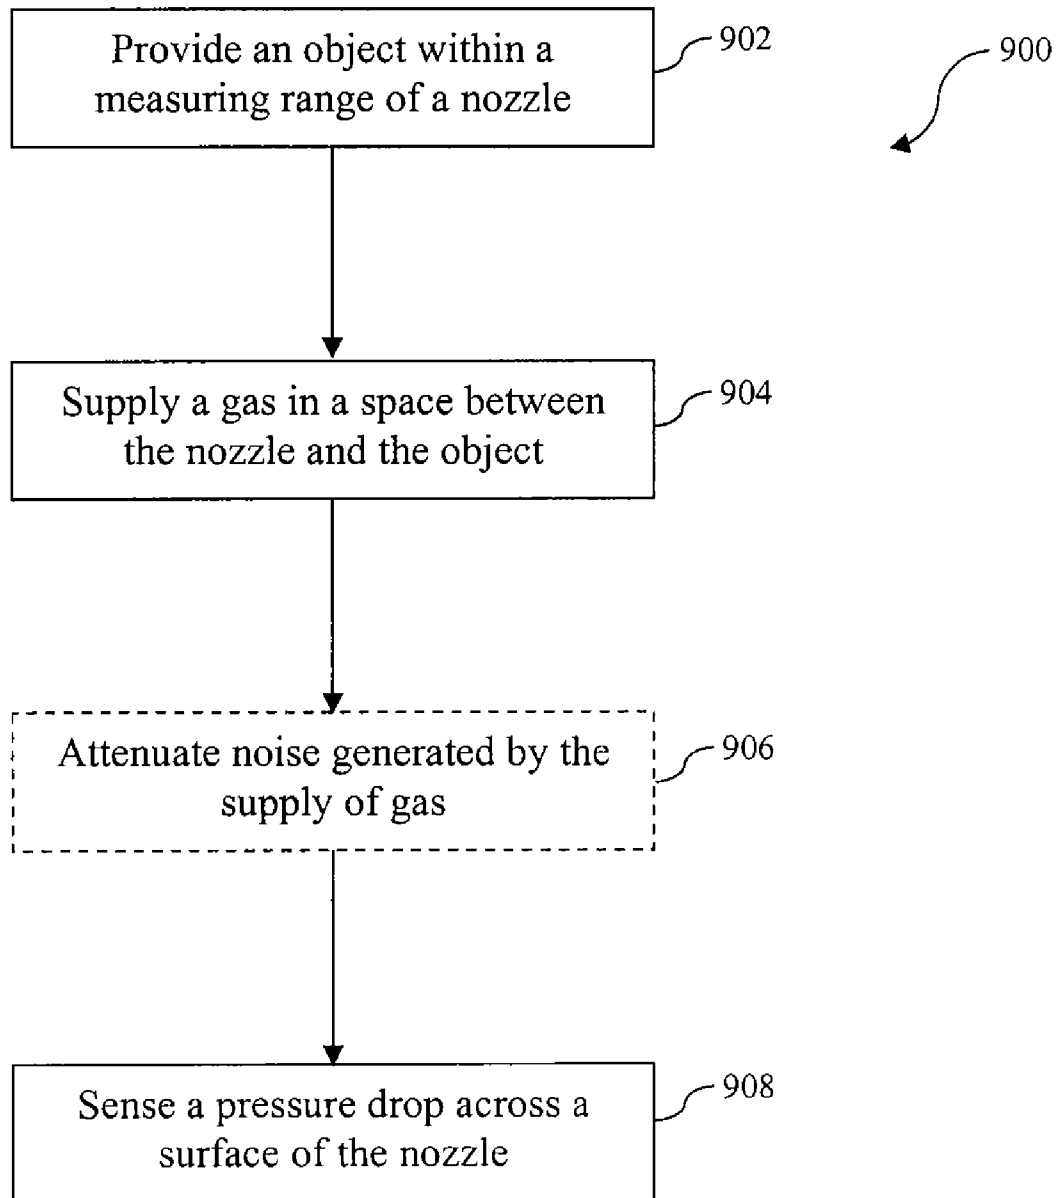 Provide an object within a
measuring range of a nozzle
902
900
Supply a gas in a space between
the nozzle and the object
904
Attenuate noise generated by the
supply of gas
906
Sense a pressure drop across a
surface of the nozzle
908